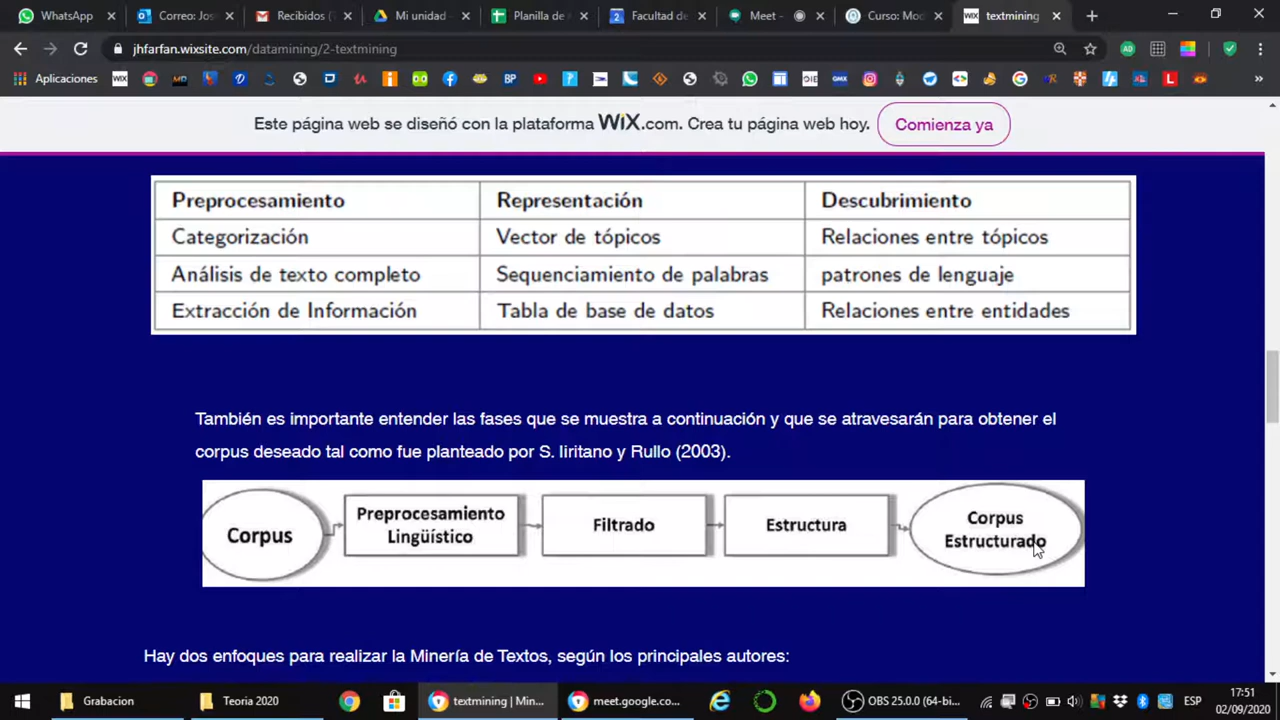 WhatsApp
Correo: Jos
Recibidos (
Mi unidad -
Planilla de
Facultad de
Meet -
Curso: Mod
WIX textmining
jhfarfan.wixsite.com/datamining/2-textmining
Aplicaciones
Este página web se diseñó con la plataforma WIX.com. Crea tu página web hoy. Comienza ya
Preprocesamiento Representación Descubrimiento
Categorización Vector de tópicos Relaciones entre tópicos
Análisis de texto completo Sequenciamiento de palabras patrones de lenguaje
Extracción de Información Tabla de base de datos Relaciones entre entidades
También es importante entender las fases que se muestra a continuación y que se atravesarán para obtener el
corpus deseado tal como fue planteado por S. Iiritano y Rullo (2003).
Corpus
Preprocesamiento
Lingüístico
Filtrado
Estructura
Corpus
Estructurado
Hay dos enfoques para realizar la Minería de Textos, según los principales autores:
Grabacion
Teoria 2020
textmining | Min...
meet.google.co...
OBS 25.0.0 (64-bi...
ESP
17:51
02/09/2020